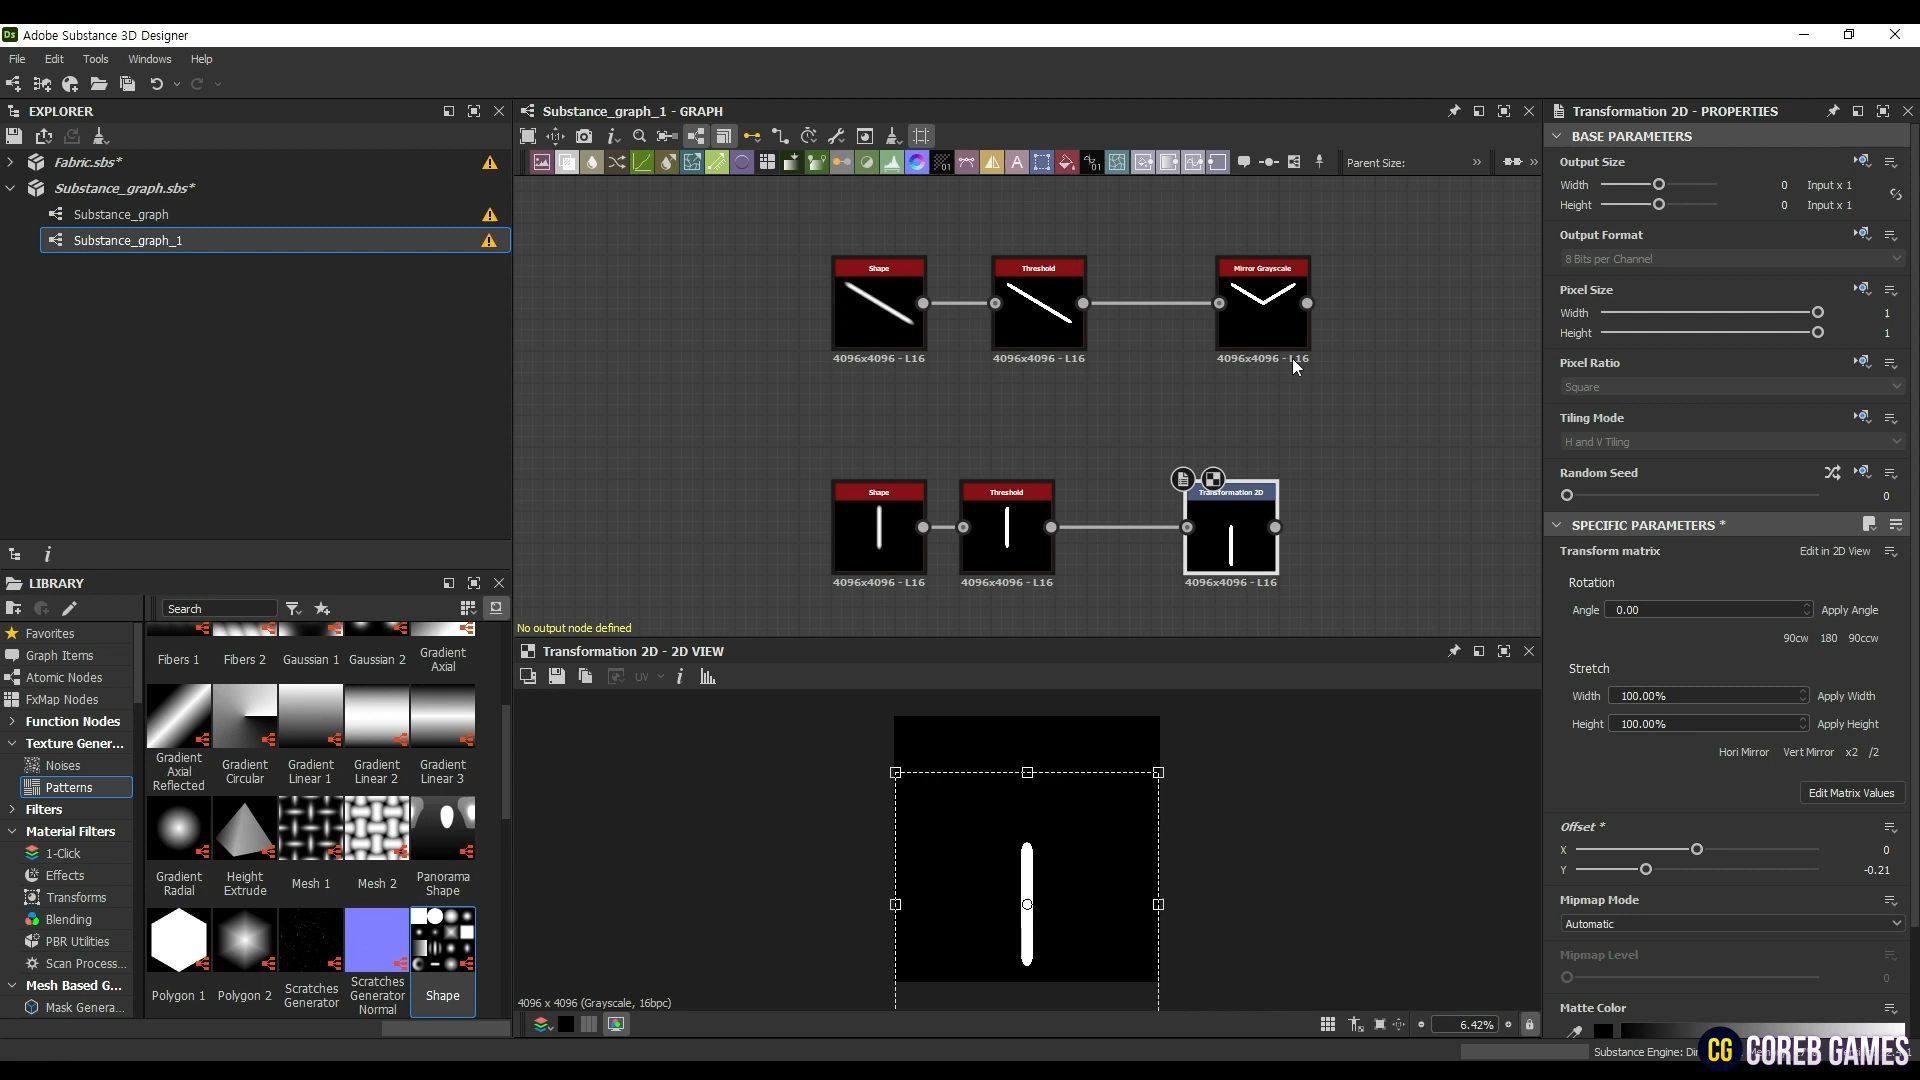 Ds Adobe Substance 3D Designer
File Edit Tools Windows Help
EXPLORER
Fabric.sbs*
Substance_graph.sbs*
Substance_graph
Substance_graph_1
LIBRARY
Search
Favorites
Graph Items
Atomic Nodes
FxMap Nodes
Function Nodes
Texture Gener...
Noises
Patterns
Filters
Material Filters
1-Click
Effects
Transforms
Blending
PBR Utilities
Scan Process...
Mesh Based G...
Mask Genera...
Fibers 1
Fibers 2
Gaussian 1
Gaussian 2
Gradient
Axial
Gradient
Axial
Reflected
Gradient
Circular
Gradient
Linear 1
Gradient
Linear 2
Gradient
Linear 3
Gradient
Radial
Height
Extrude
Mesh 1
Mesh 2
Panorama
Shape
Polygon 1
Polygon 2
Scratches
Generator
Scratches
Generator
Normal
Shape
Substance_graph_1 - GRAPH
Parent Size:
Shape
4096x4096 - L16
Threshold
4096x4096 - L16
Mirror Grayscale
4096x4096 - L16
Shape
4096x4096 - L16
Threshold
4096x4096 - L16
Transformation 2D
4096x4096 - L16
No output node defined
Transformation 2D - 2D VIEW
UV
4096 x 4096 (Grayscale, 16bpc)
6.42%
Transformation 2D - PROPERTIES
BASE PARAMETERS
Output Size
Width 0 Input x 1
Height 0 Input x 1
Output Format
8 Bits per Channel
Pixel Size
Width 1
Height 1
Pixel Ratio
Square
Tiling Mode
H and V Tiling
Random Seed
0
SPECIFIC PARAMETERS *
Transform matrix Edit in 2D View
Rotation
Angle 0.00 Apply Angle
90cw 180 90ccw
Stretch
Width 100.00% Apply Width
Height 100.00% Apply Height
Hori Mirror Vert Mirror x2 /2
Edit Matrix Values
Offset *
X 0
Y -0.21
Mipmap Mode
Automatic
Mipmap Level
0
Matte Color
Substance Engine:
CG COREB GAMES